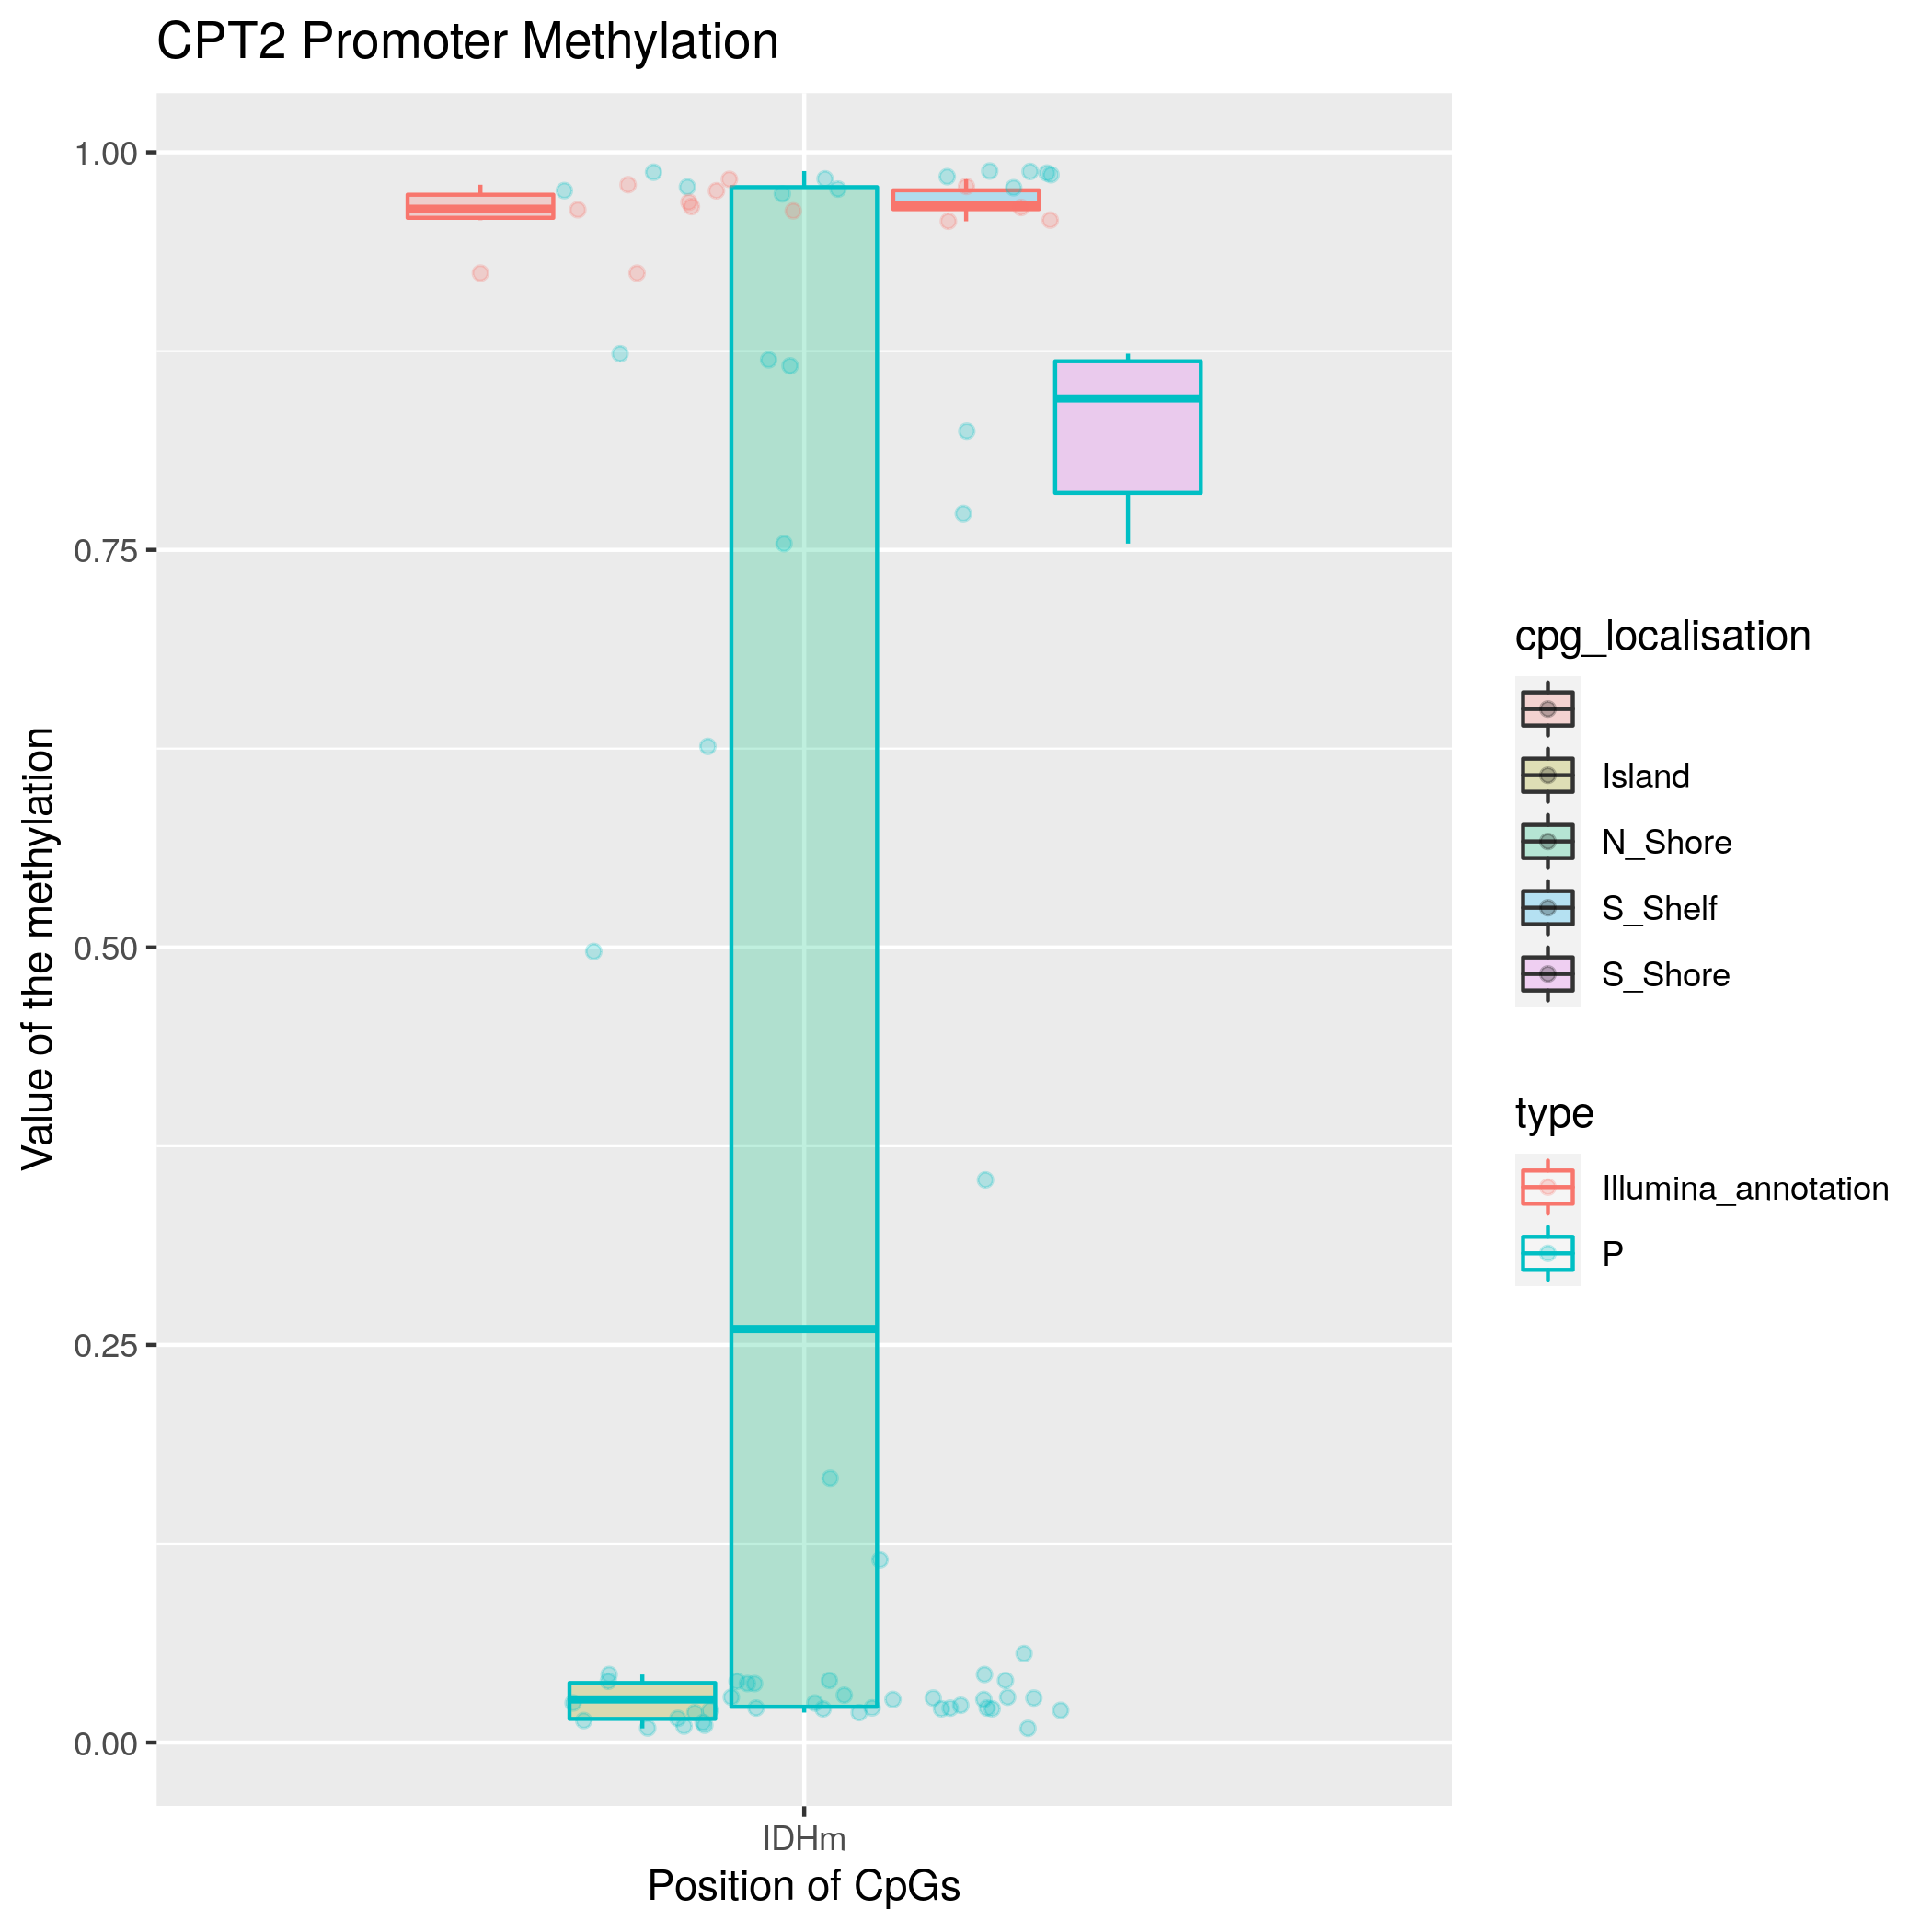 CPT2 Promoter Methylation
1.00
0.75
0.50
0.25
0.00
Value of the methylation
IDHm
Position of CpGs
cpg_localisation
Island
N_Shore
S_Shelf
S_Shore
type
Illumina_annotation
P